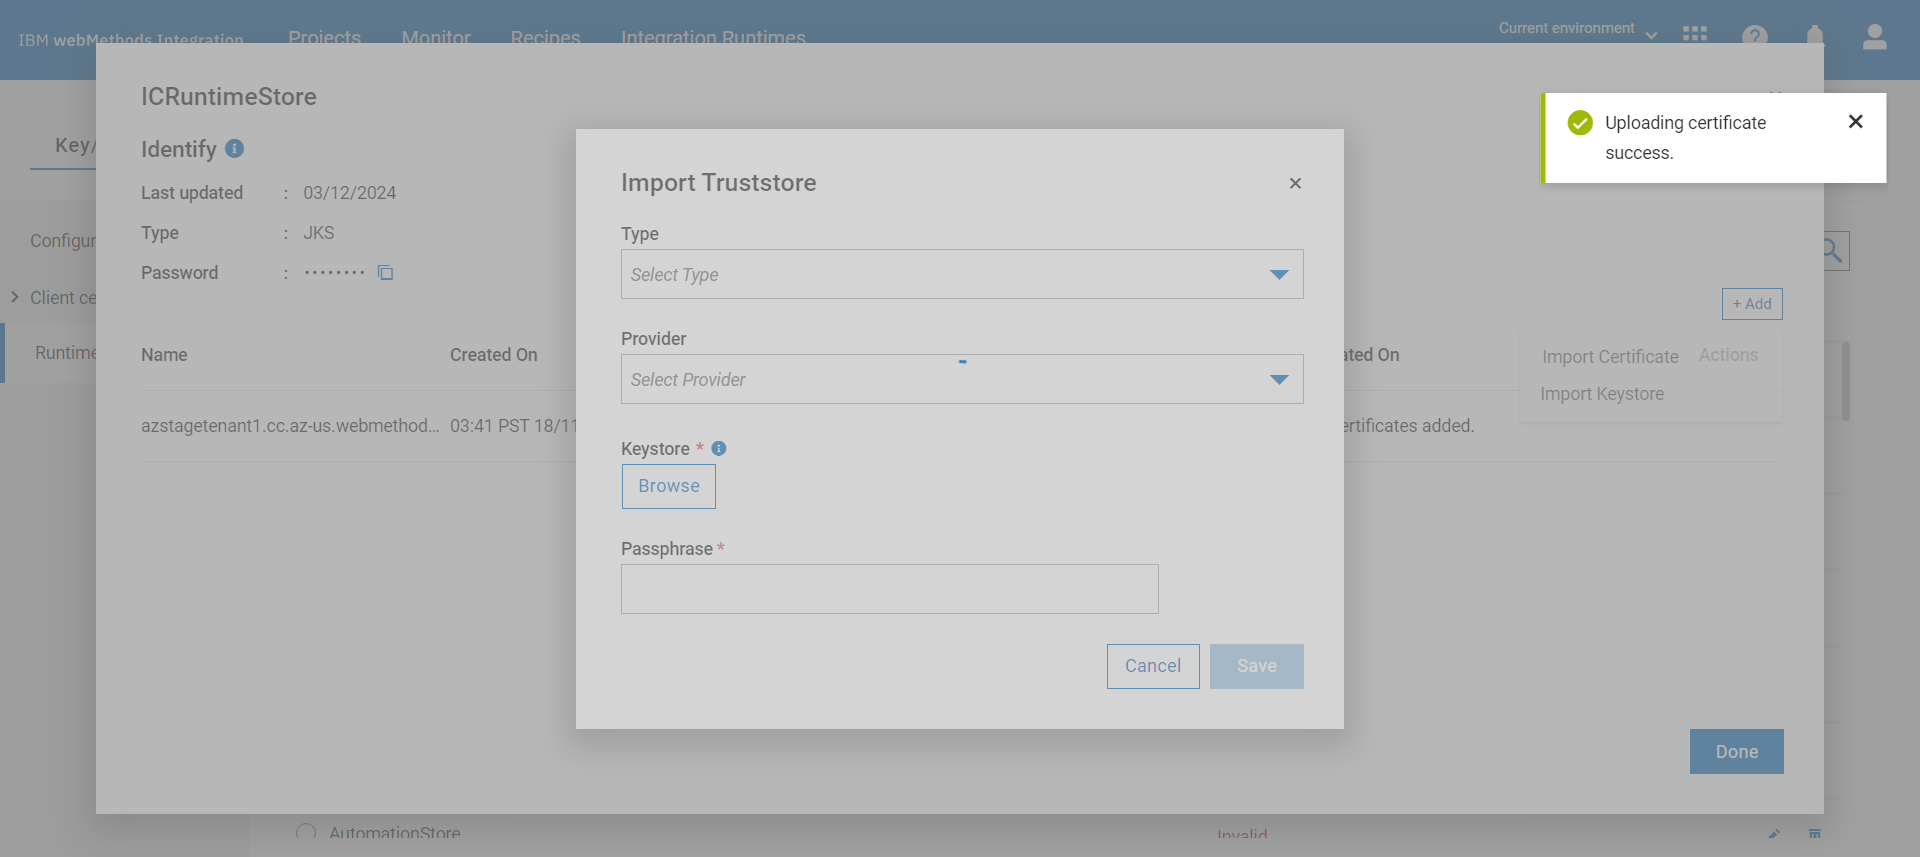 IBM webMethods Integration
Projects
Monitor
Recipes
Integration Runtimes
Current environment
ICRuntimeStore
Uploading certificate
success.
Key/
Identify
Last updated : 03/12/2024
Type : JKS
Password : ••••••••
Configur
Client ce
Runtime
+ Add
Name
Created On
ated On
Actions
Import Certificate
Import Keystore
azstagetenant1.cc.az-us.webmethod...
03:41 PST 18/11
ertificates added.
Import Truststore
Type
Select Type
Provider
Select Provider
Keystore *
Browse
Passphrase *
Cancel
Save
Done
AutomationStore
Invalid